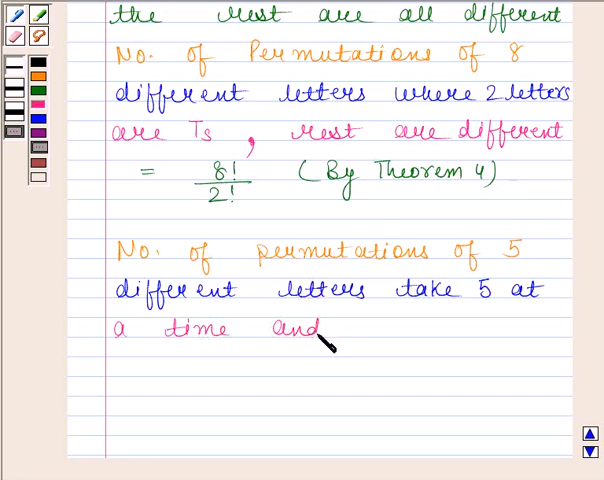 the rest are all different
No. of Permutations of 8
different letters where 2 letters
are Ts, rest are different
= 8!/2! (By Theorem 4)
No. of permutations of 5
different letters take 5 at
a time and